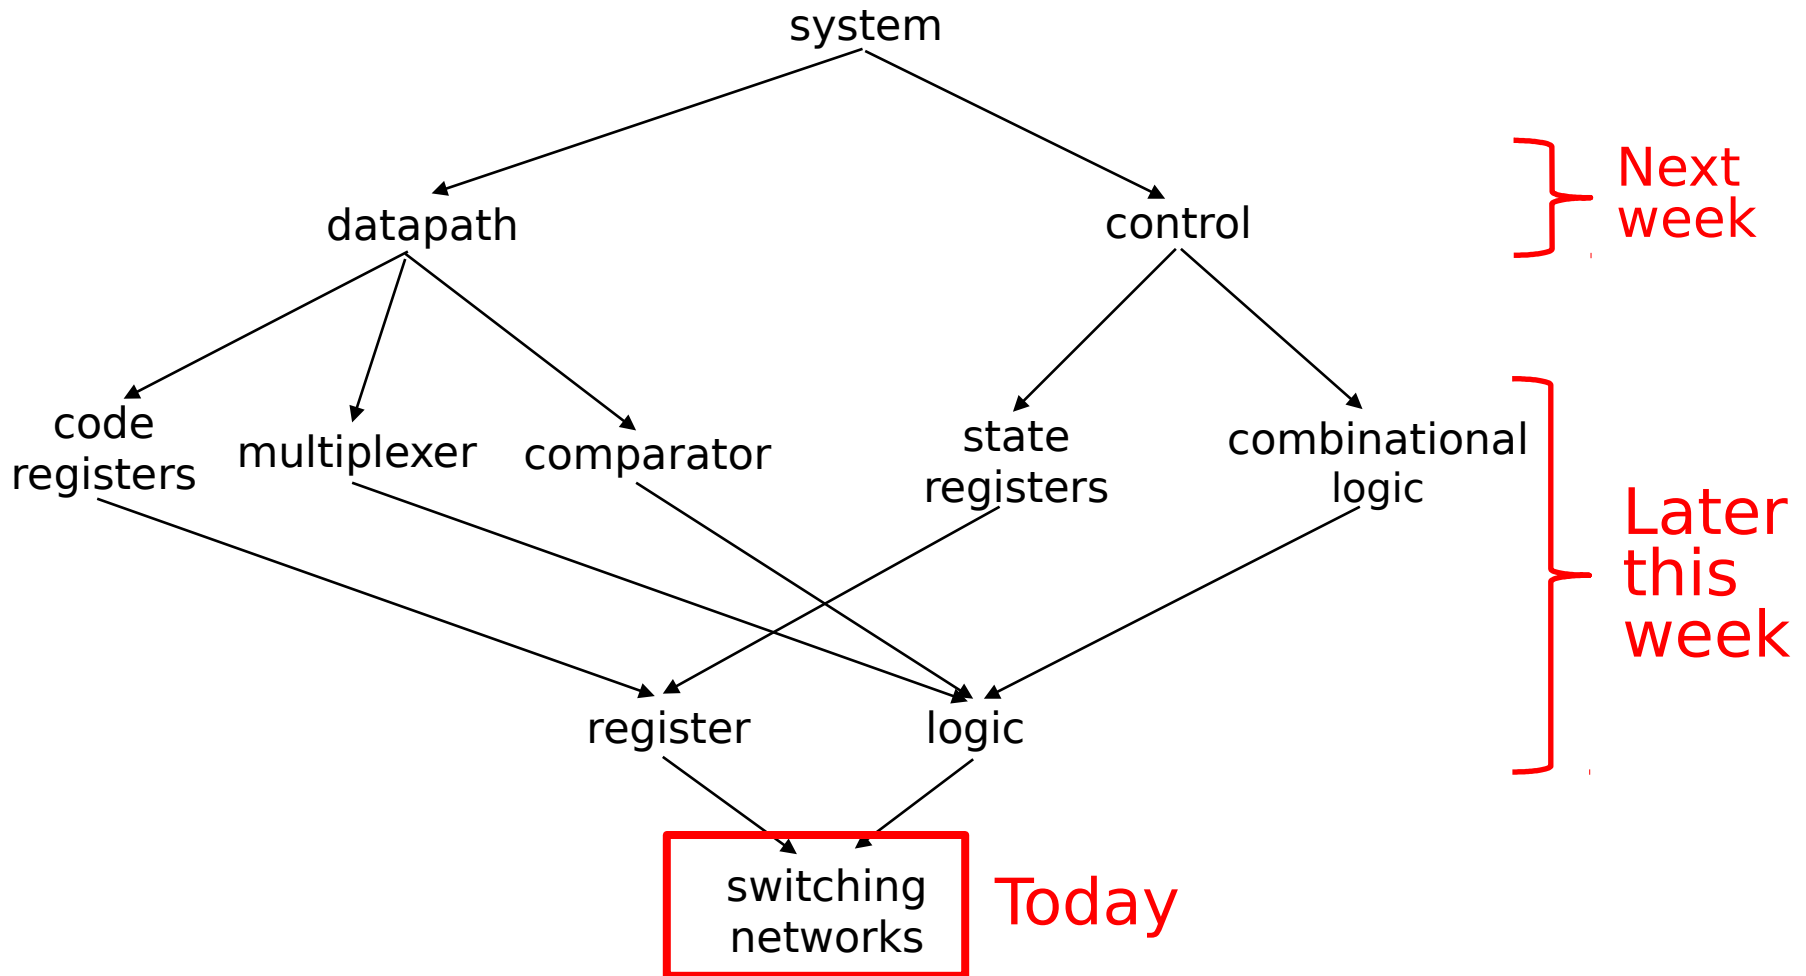 system
datapath
control
Next
week
code
registers
multiplexer
comparator
state
registers
combinational
logic
Later
this
week
register
logic
switching
networks
Today